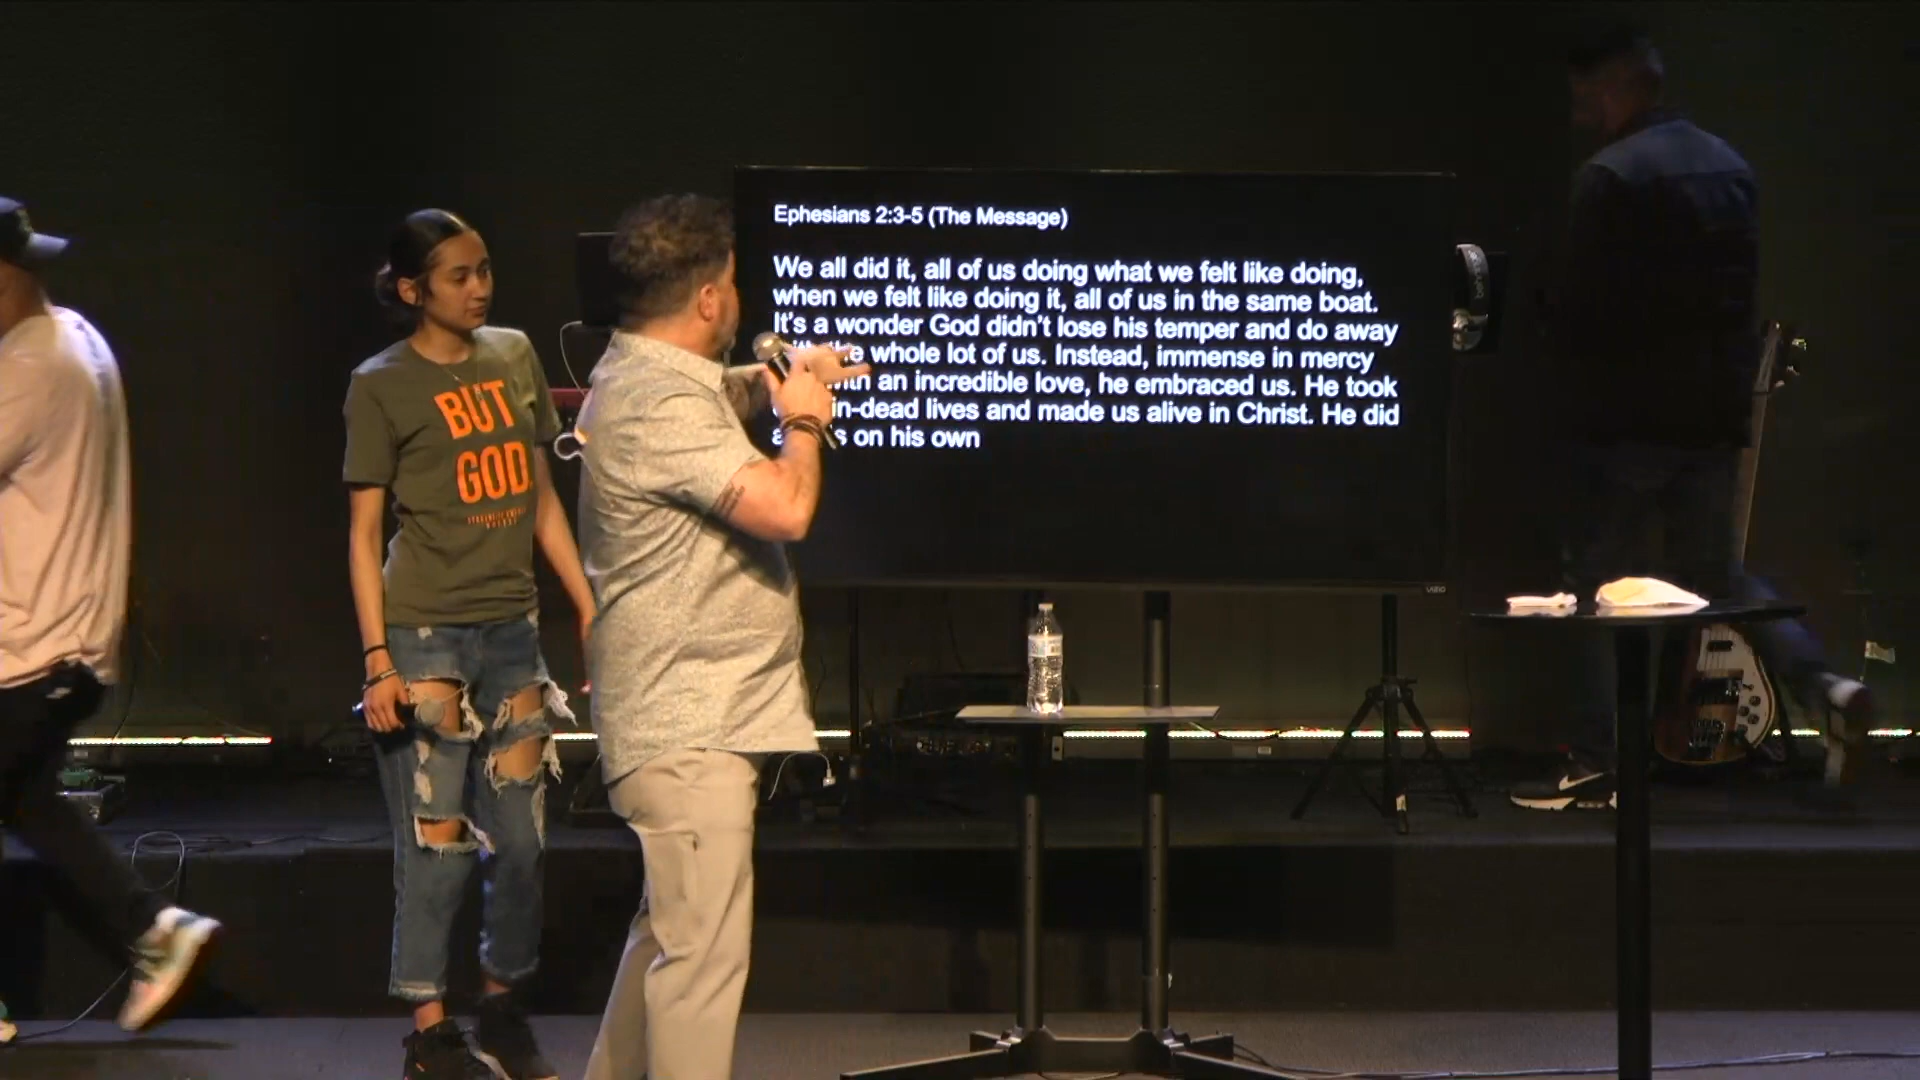 Ephesians 2:3-5 (The Message)
We all did it, all of us doing what we felt like doing,
when we felt like doing it, all of us in the same boat.
It's a wonder God didn't lose his temper and do away
whole lot of us. Instead, immense in mercy
an incredible love, he embraced us. He took
in-dead lives and made us alive in Christ. He did
on his own
BUT
GOD
VIZIO